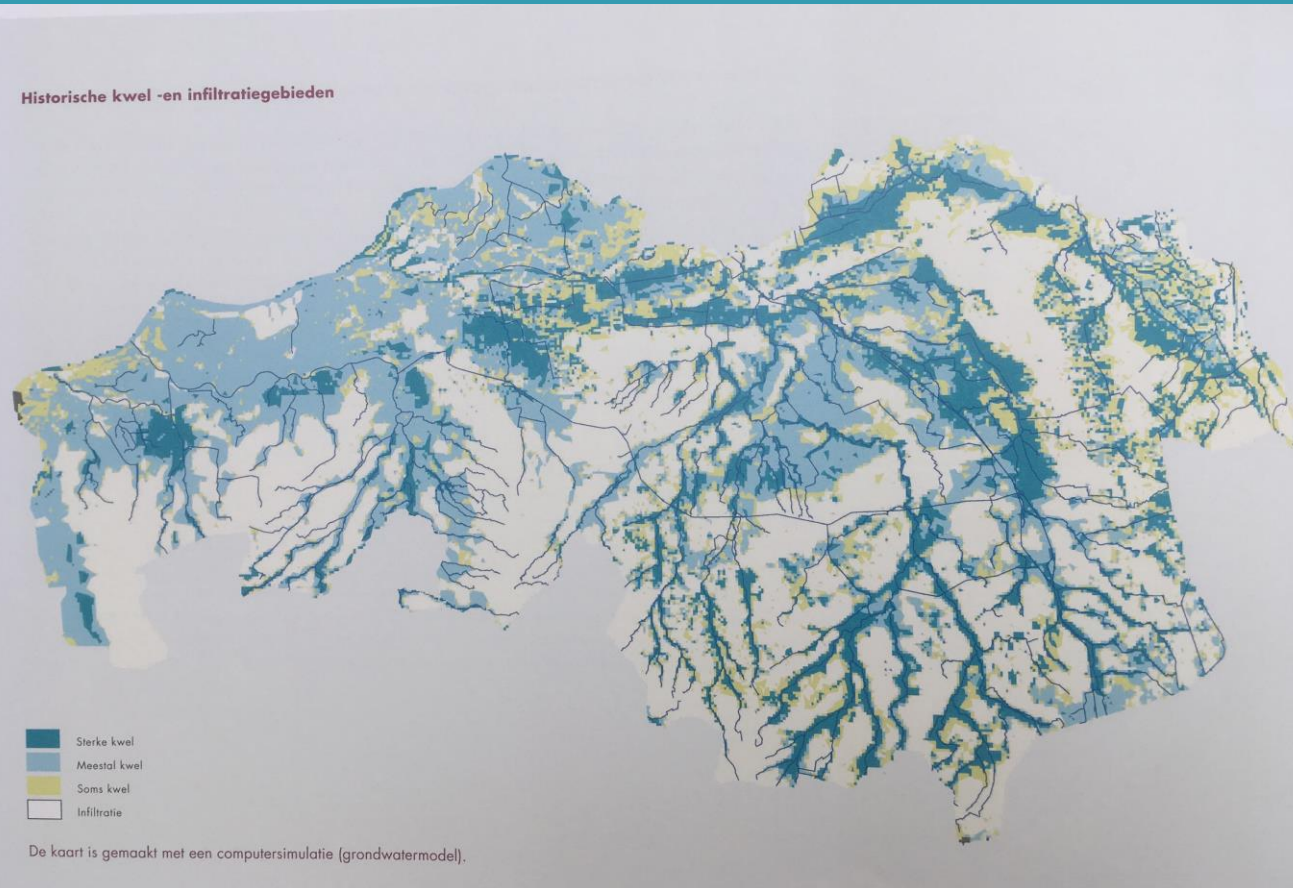 Historische kwel -en infiltratiegebieden
Sterke kwel
Meestal kwel
Soms kwel
Infiltratie
De kaart is gemaakt met een computersimulatie (grondwatermodel).